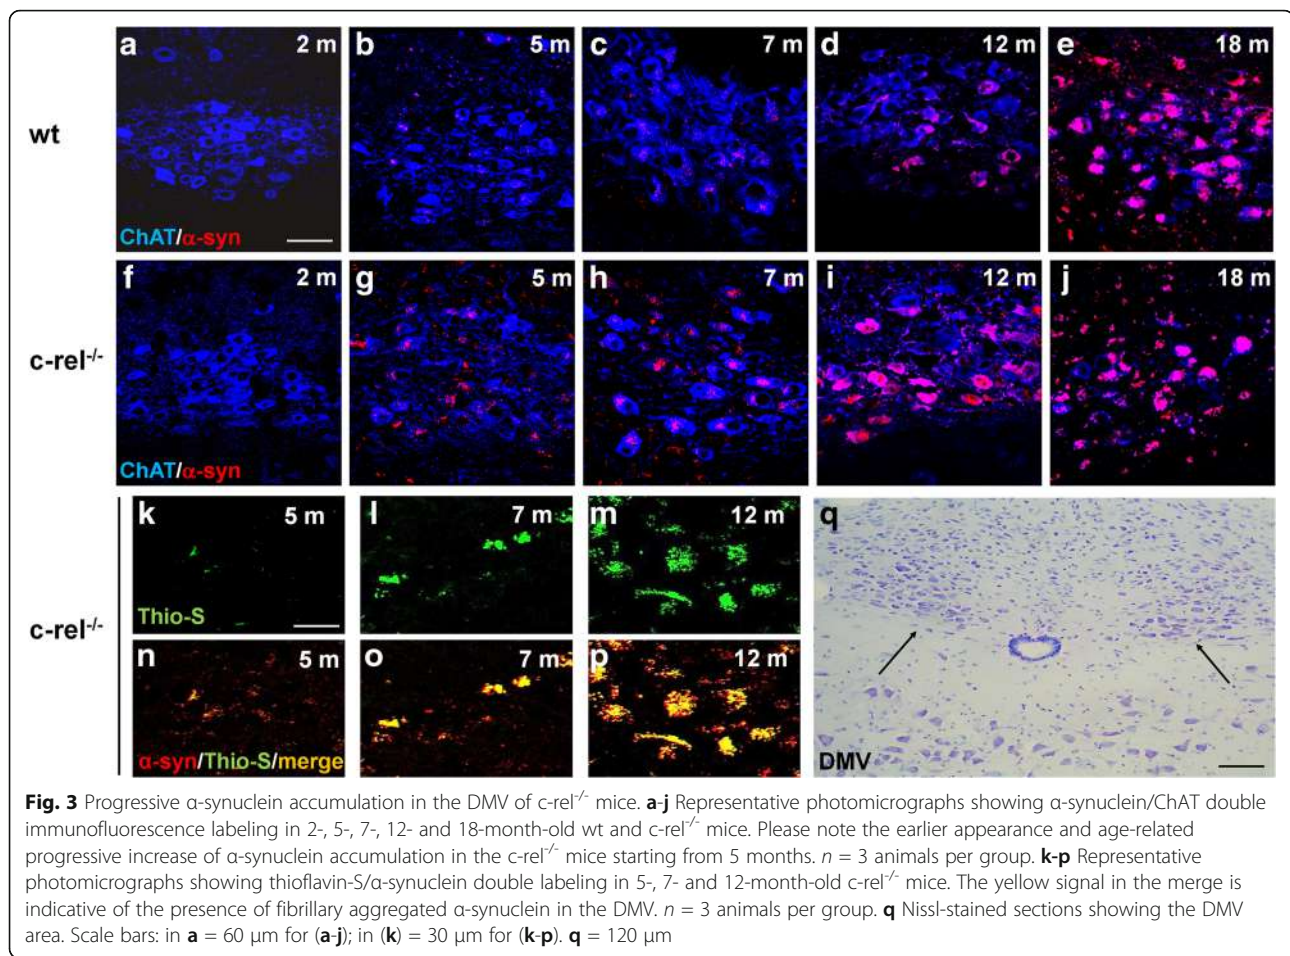 a 2 m b 5 m c 7 m d 12 m e 18 m
wt
ChAT/α-syn
f 2 m g 5 m h 7 m i 12 m j 18 m
c-rel-/-
ChAT/α-syn
k 5 m l 7 m m 12 m q
Thio-S
c-rel-/-
n 5 m o 7 m p 12 m
α-syn/Thio-S/merge
DMV
Fig. 3 Progressive α-synuclein accumulation in the DMV of c-rel-/- mice. a-j Representative photomicrographs showing α-synuclein/ChAT double
immunofluorescence labeling in 2-, 5-, 7-, 12- and 18-month-old wt and c-rel-/- mice. Please note the earlier appearance and age-related
progressive increase of α-synuclein accumulation in the c-rel-/- mice starting from 5 months. n = 3 animals per group. k-p Representative
photomicrographs showing thioflavin-S/α-synuclein double labeling in 5-, 7- and 12-month-old c-rel-/- mice. The yellow signal in the merge is
indicative of the presence of fibrillary aggregated α-synuclein in the DMV. n = 3 animals per group. q Nissl-stained sections showing the DMV
area. Scale bars: in a = 60 μm for (a-j); in (k) = 30 μm for (k-p). q = 120 μm